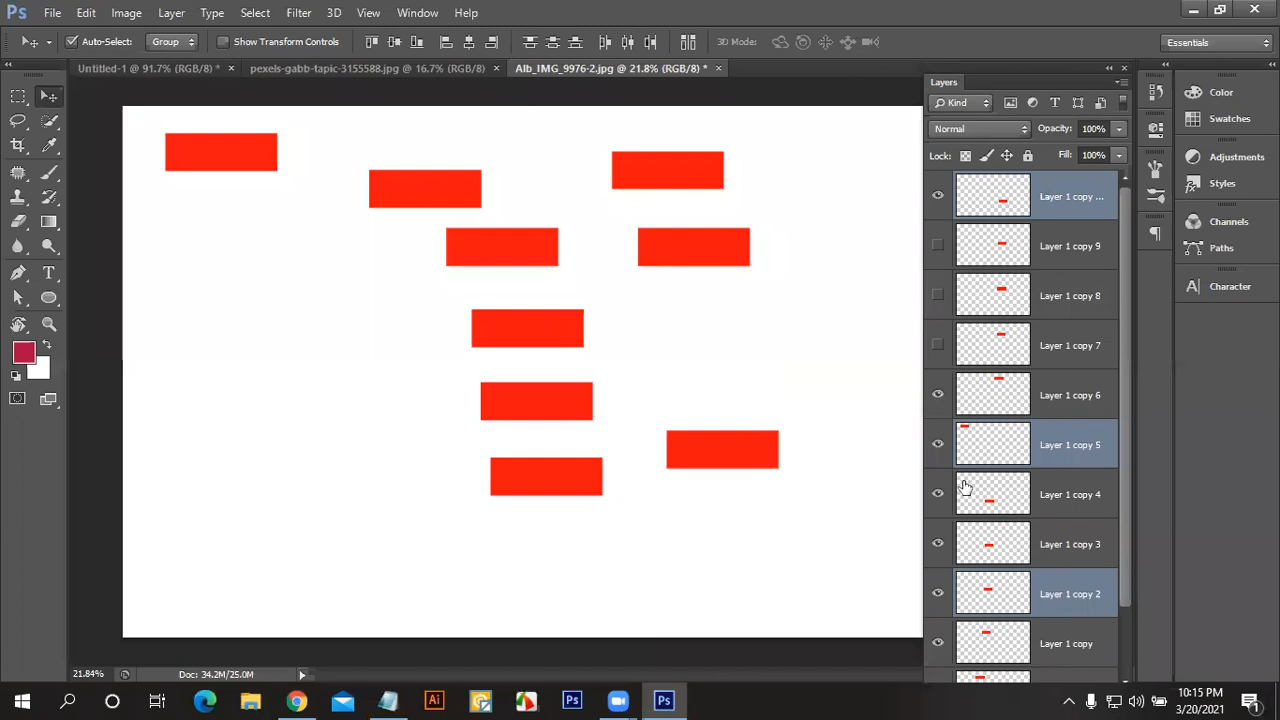 Ps File Edit Image Layer Type Select Filter 3D View Window Help
Auto-Select: Group Show Transform Controls 3D Mode: Essentials
Untitled-1 @ 91.7% (RGB/8) * × pexels-gabb-tapic-3155588.jpg @ 16.7% (RGB/8) × Alb_IMG_9976-2.jpg @ 21.8% (RGB/8) * ×
Layers
Kind
Normal Opacity: 100%
Lock: Fill: 100%
Layer 1 copy ...
Layer 1 copy 9
Layer 1 copy 8
Layer 1 copy 7
Layer 1 copy 6
Layer 1 copy 5
Layer 1 copy 4
Layer 1 copy 3
Layer 1 copy 2
Layer 1 copy
Color
Swatches
Adjustments
Styles
Channels
Paths
Character
21.84% Doc: 34.2M/25.0M
Ai Ps Ps
10:15 PM
3/20/2021
1